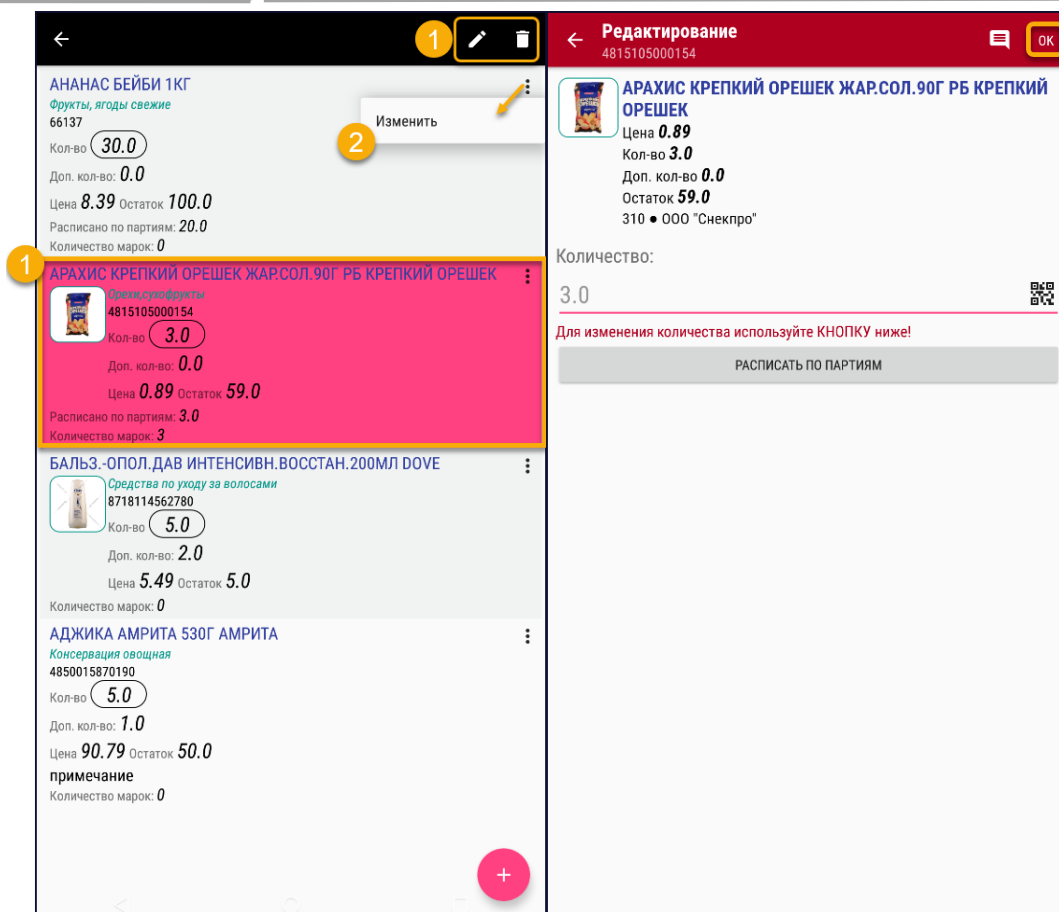 1
АНАНАС БЕЙБИ 1КГ
Фрукты, ягоды свежие
66137
Изменить
2
Кол-во 30.0
Доп. кол-во: 0.0
Цена 8.39 Остаток 100.0
Расписано по партиям: 20.0
Количество марок: 0
1
АРАХИС КРЕПКИЙ ОРЕШЕК ЖАР.СОЛ.90Г РБ КРЕПКИЙ ОРЕШЕК
Орехи,сухофрукты
4815105000154
Кол-во 3.0
Доп. кол-во: 0.0
Цена 0.89 Остаток 59.0
Расписано по партиям: 3.0
Количество марок: 3
БАЛЬЗ.-ОПОЛ.ДАВ ИНТЕНСИВН.ВОССТАН.200МЛ DOVE
Средства по уходу за волосами
8718114562780
Кол-во 5.0
Доп. кол-во: 2.0
Цена 5.49 Остаток 5.0
Количество марок: 0
АДЖИКА АМРИТА 530Г АМРИТА
Консервация овощная
4850015870190
Кол-во 5.0
Доп. кол-во: 1.0
Цена 90.79 Остаток 50.0
примечание
Количество марок: 0
Редактирование
4815105000154
ОК
АРАХИС КРЕПКИЙ ОРЕШЕК ЖАР.СОЛ.90Г РБ КРЕПКИЙ
ОРЕШЕК
Цена 0.89
Кол-во 3.0
Доп. кол-во 0.0
Остаток 59.0
310 ● ООО "Снекпро"
Количество:
3.0
Для изменения количества используйте КНОПКУ ниже!
РАСПИСАТЬ ПО ПАРТИЯМ